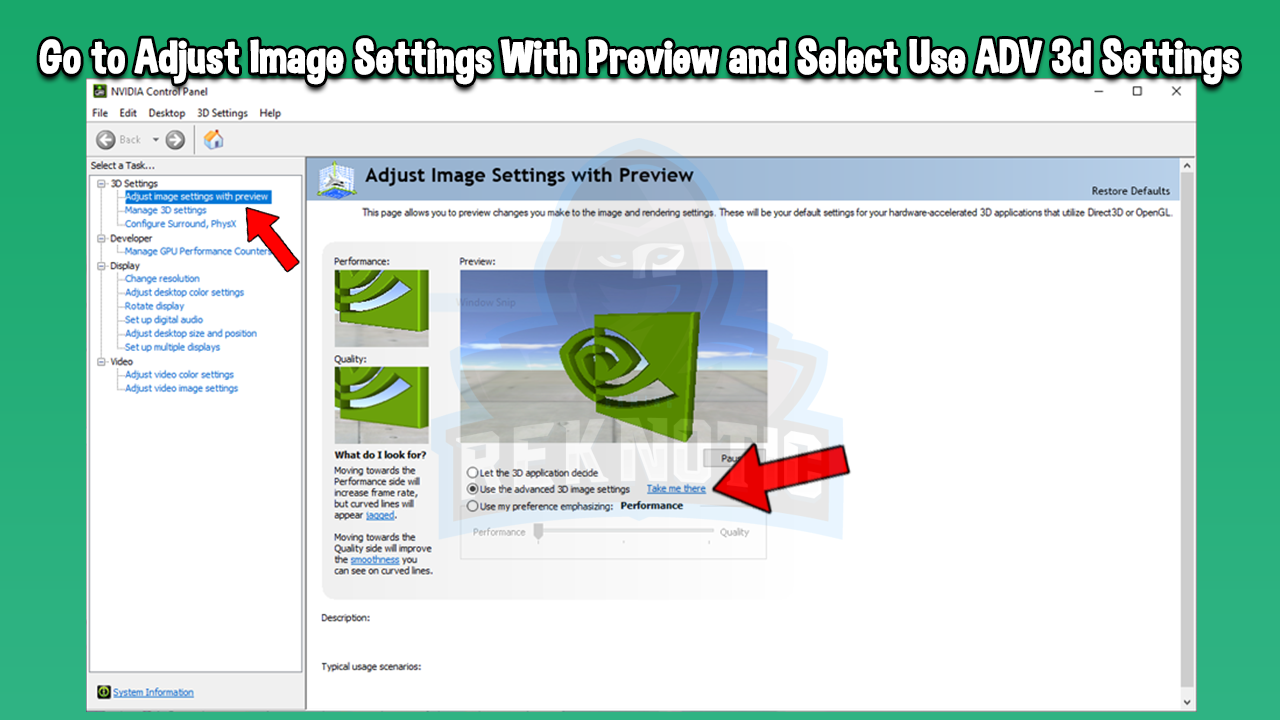 Go to Adjust Image Settings With Preview and Select Use ADV 3d Settings
NVIDIA Control Panel
File Edit Desktop 3D Settings Help
Back
Select a Task...
3D Settings
Adjust image settings with preview
Manage 3D settings
Configure Surround, PhysX
Developer
Manage GPU Performance Counters
Display
Change resolution
Adjust desktop color settings
Rotate display
Set up digital audio
Adjust desktop size and position
Set up multiple displays
Video
Adjust video color settings
Adjust video image settings
System Information
Adjust Image Settings with Preview
Restore Defaults
This page allows you to preview changes you make to the image and rendering settings. These will be your default settings for your hardware-accelerated 3D applications that utilize Direct3D or OpenGL.
Performance:
Preview:
Window Snip
Quality:
REKNOTIC
What do I look for?
Moving towards the
Performance side will
increase frame rate,
but curved lines will
appear jagged.
Moving towards the
Quality side will improve
the smoothness you
can see on curved lines.
Let the 3D application decide
Use the advanced 3D image settings Take me there
Use my preference emphasizing: Performance
Performance Quality
Description:
Typical usage scenarios: